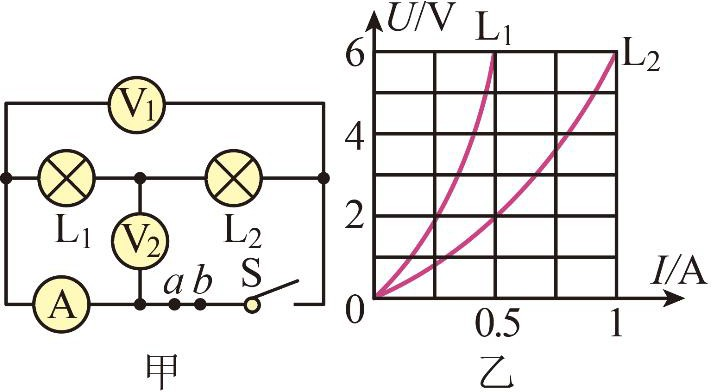 V1
L1
L2
V2
A
a b
S
甲
U/V
L1
L2
6
4
2
0
0.5
1
I/A
乙